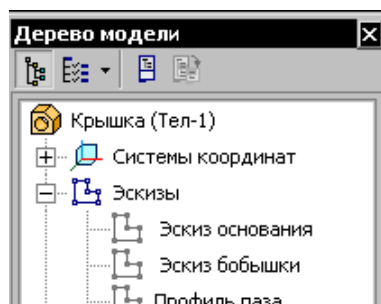 Дерево модели
Крышка (Тел-1)
Системы координат
Эскизы
Эскиз основания
Эскиз бобышки
Профиль паза